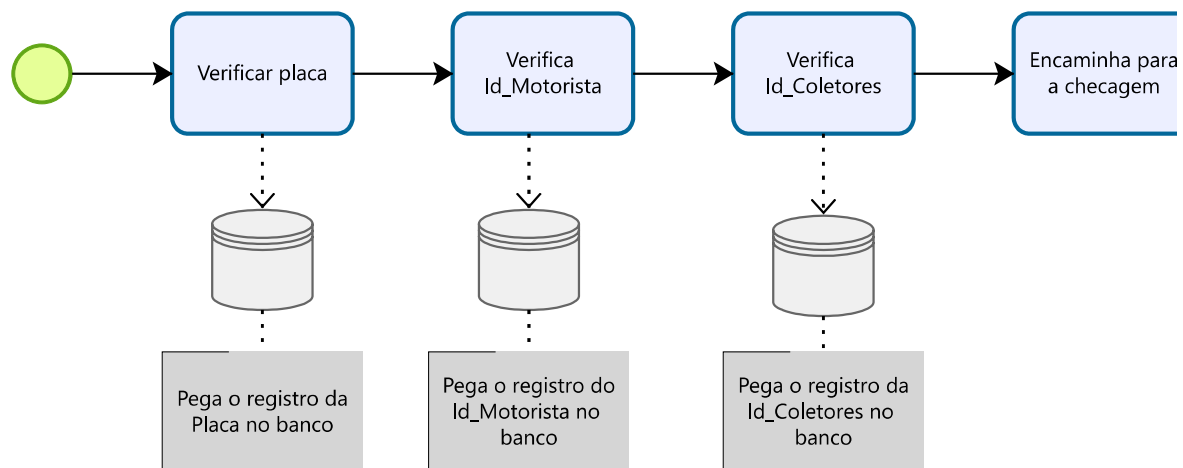 Verificar placa
Verifica
Id_Motorista
Verifica
Id_Coletores
Encaminha para
a checagem
Pega o registro da
Placa no banco
Pega o registro do
Id_Motorista no
banco
Pega o registro da
Id_Coletores no
banco